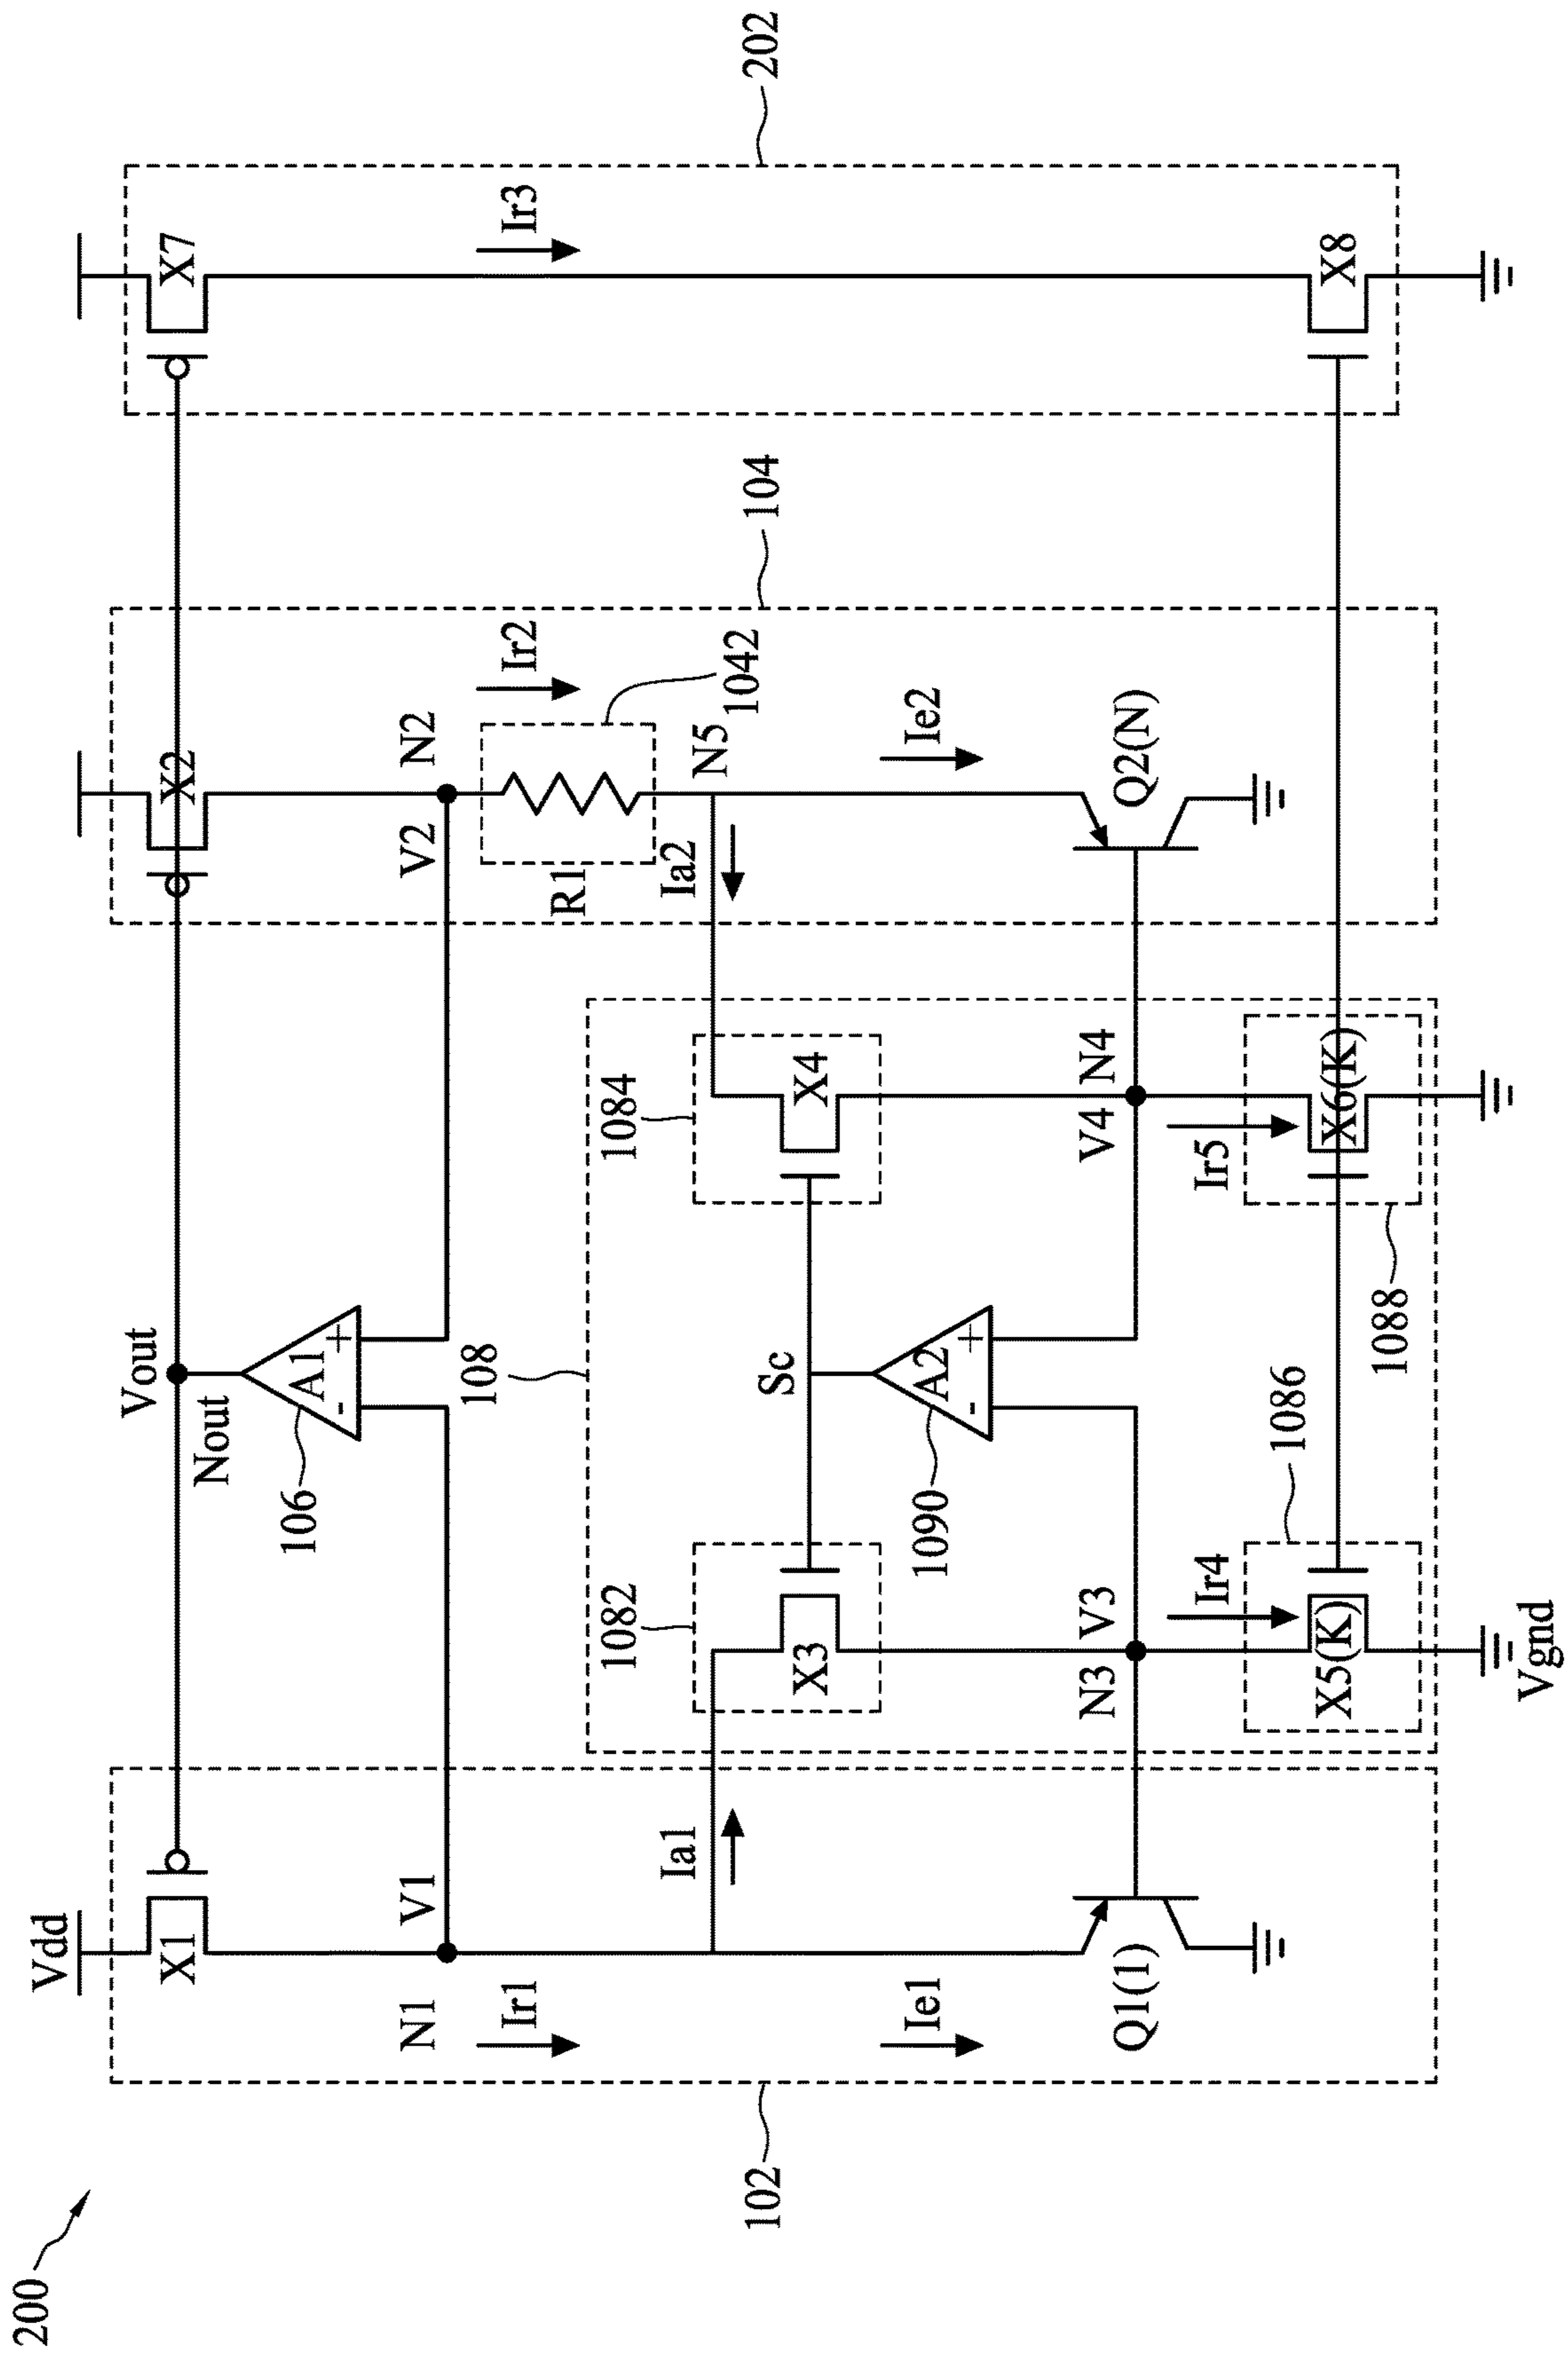 200
102
104
202
Vdd
X1
X2
X7
Vout
Nout
A1
-
+
106
N1
V1
V2
N2
Ir1
Ir2
Ir3
R1
1042
N5
108
Ia1
Ia2
1082
1084
X3
X4
Sc
A2
-
+
1090
Ie1
Ie2
Q1(1)
Q2(N)
N3
V3
V4
N4
Ir4
Ir5
1086
1088
X5(K)
X6(K)
X8
Vgnd